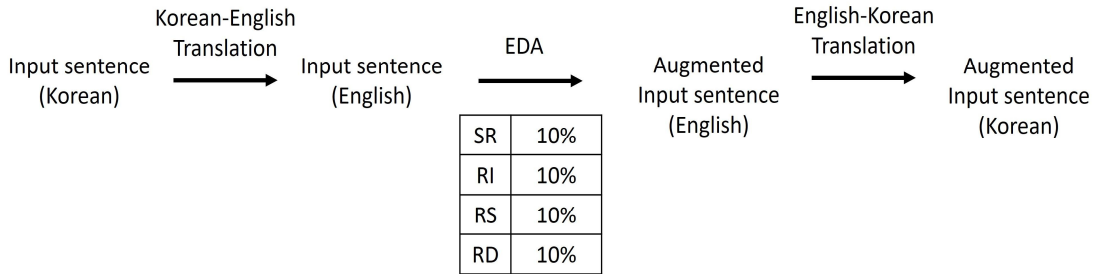 Input sentence
(Korean)
Korean-English
Translation
Input sentence
(English)
EDA
SR 10%
RI 10%
RS 10%
RD 10%
Augmented
Input sentence
(English)
English-Korean
Translation
Augmented
Input sentence
(Korean)